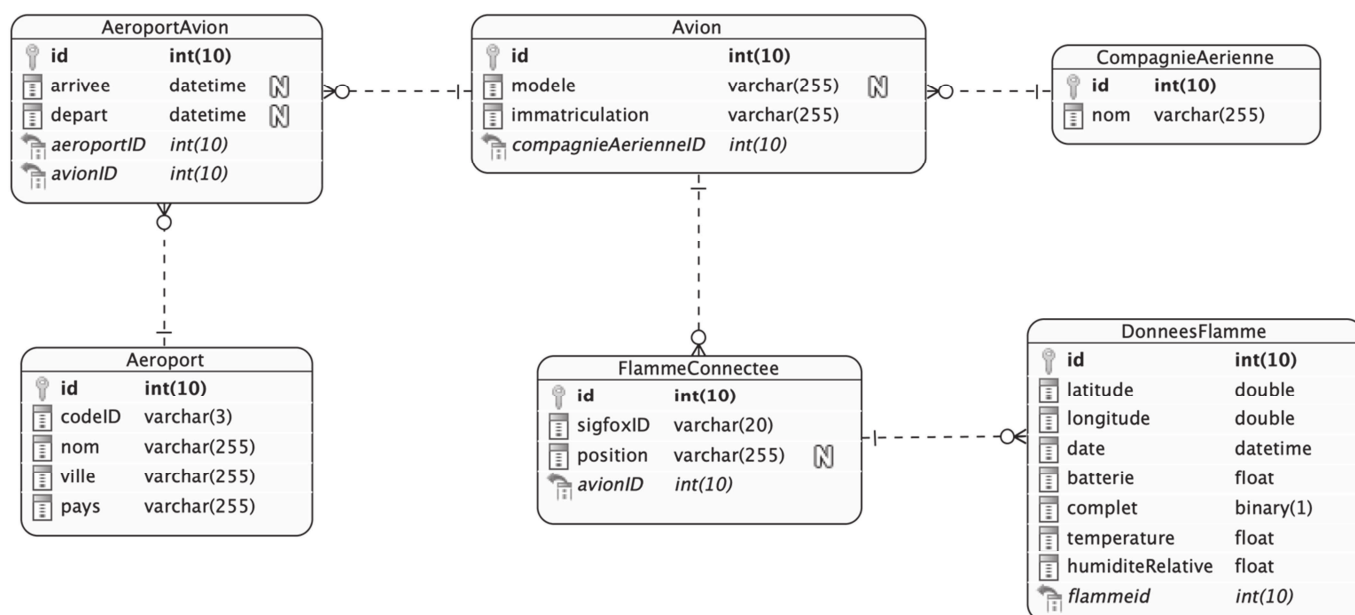 AeroportAvion
id int(10)
arrivee datetime N
depart datetime N
aeroportID int(10)
avionID int(10)
Avion
id int(10)
modele varchar(255) N
immatriculation varchar(255)
compagnieAerienneID int(10)
CompagnieAerienne
id int(10)
nom varchar(255)
Aeroport
id int(10)
codeID varchar(3)
nom varchar(255)
ville varchar(255)
pays varchar(255)
FlammeConnectee
id int(10)
sigfoxID varchar(20)
position varchar(255) N
avionID int(10)
DonneesFlamme
id int(10)
latitude double
longitude double
date datetime
batterie float
complet binary(1)
temperature float
humiditeRelative float
flammeid int(10)